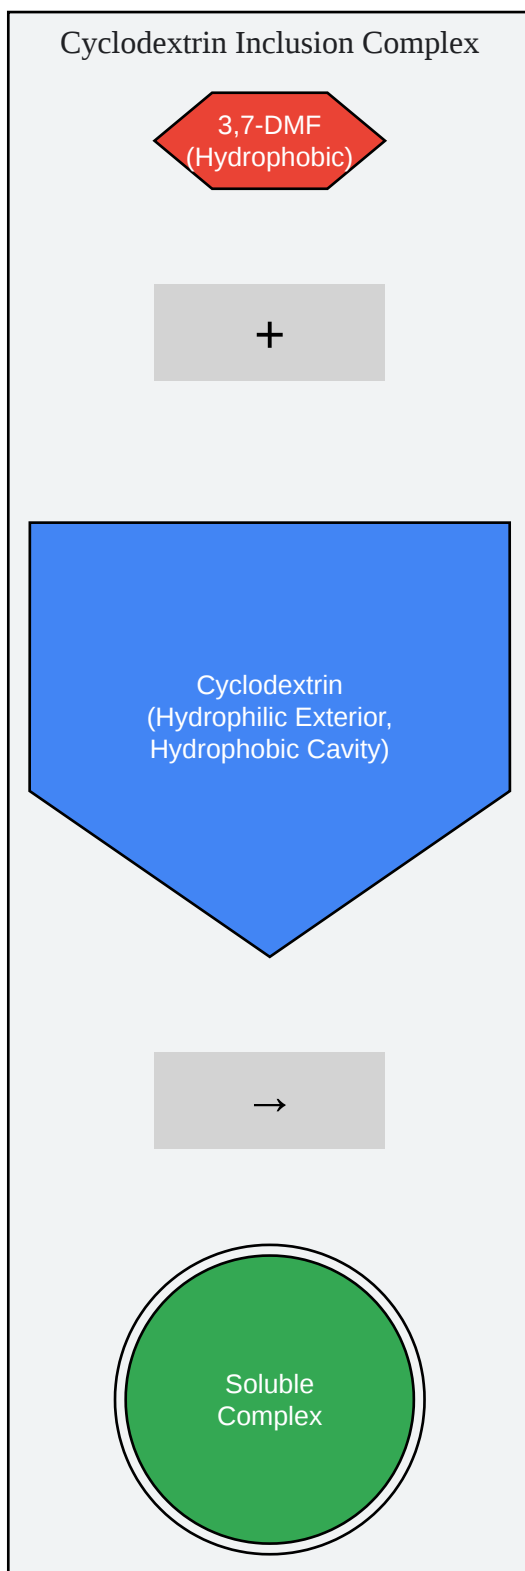 Cyclodextrin Inclusion Complex
3,7-DMF
(Hydrophobic)
+
Cyclodextrin
(Hydrophilic Exterior,
Hydrophobic Cavity)
→
Soluble
Complex